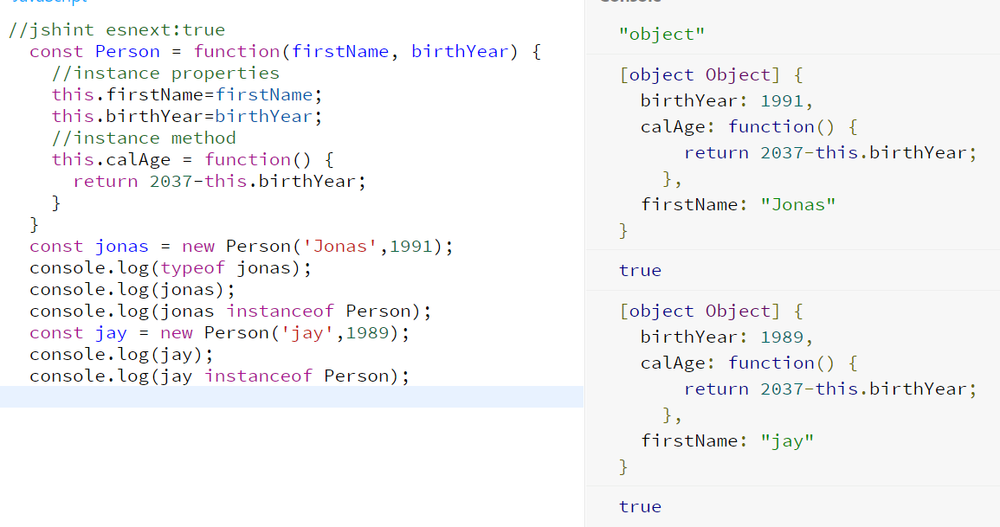 JavaScript
//jshint esnext:true
const Person = function(firstName, birthYear) {
//instance properties
this.firstName=firstName;
this.birthYear=birthYear;
//instance method
this.calAge = function() {
return 2037-this.birthYear;
}
}
const jonas = new Person('Jonas',1991);
console.log(typeof jonas);
console.log(jonas);
console.log(jonas instanceof Person);
const jay = new Person('jay',1989);
console.log(jay);
console.log(jay instanceof Person);
Console
"object"
[object Object] {
birthYear: 1991,
calAge: function() {
return 2037-this.birthYear;
},
firstName: "Jonas"
}
true
[object Object] {
birthYear: 1989,
calAge: function() {
return 2037-this.birthYear;
},
firstName: "jay"
}
true